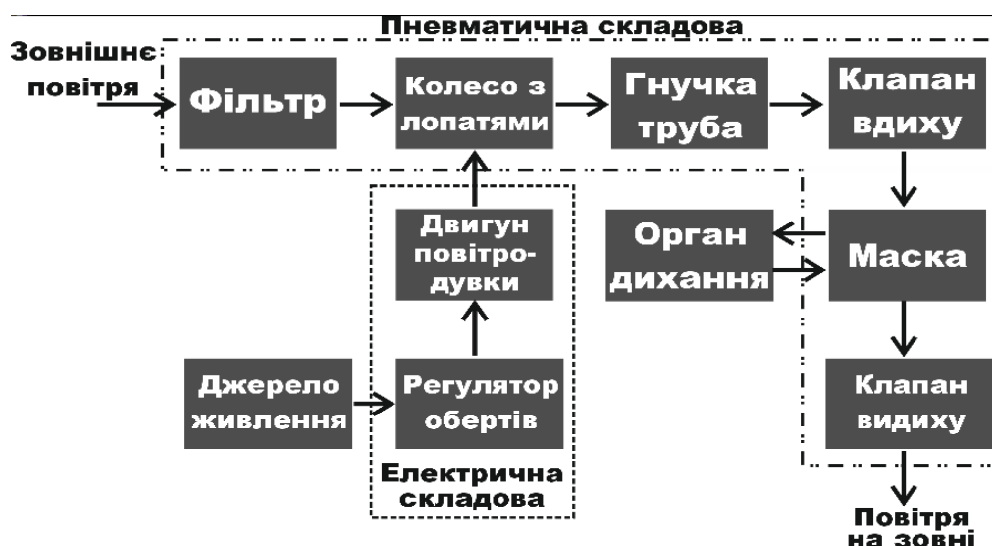 Пневматична складова
Зовнішнє
повітря
Фільтр
Колесо з
лопатями
Гнучка
труба
Клапан
вдиху
Двигун
повітро-
дувки
Орган
дихання
Маска
Джерело
живлення
Регулятор
обертів
Клапан
видиху
Електрична
складова
Повітря
на зовні